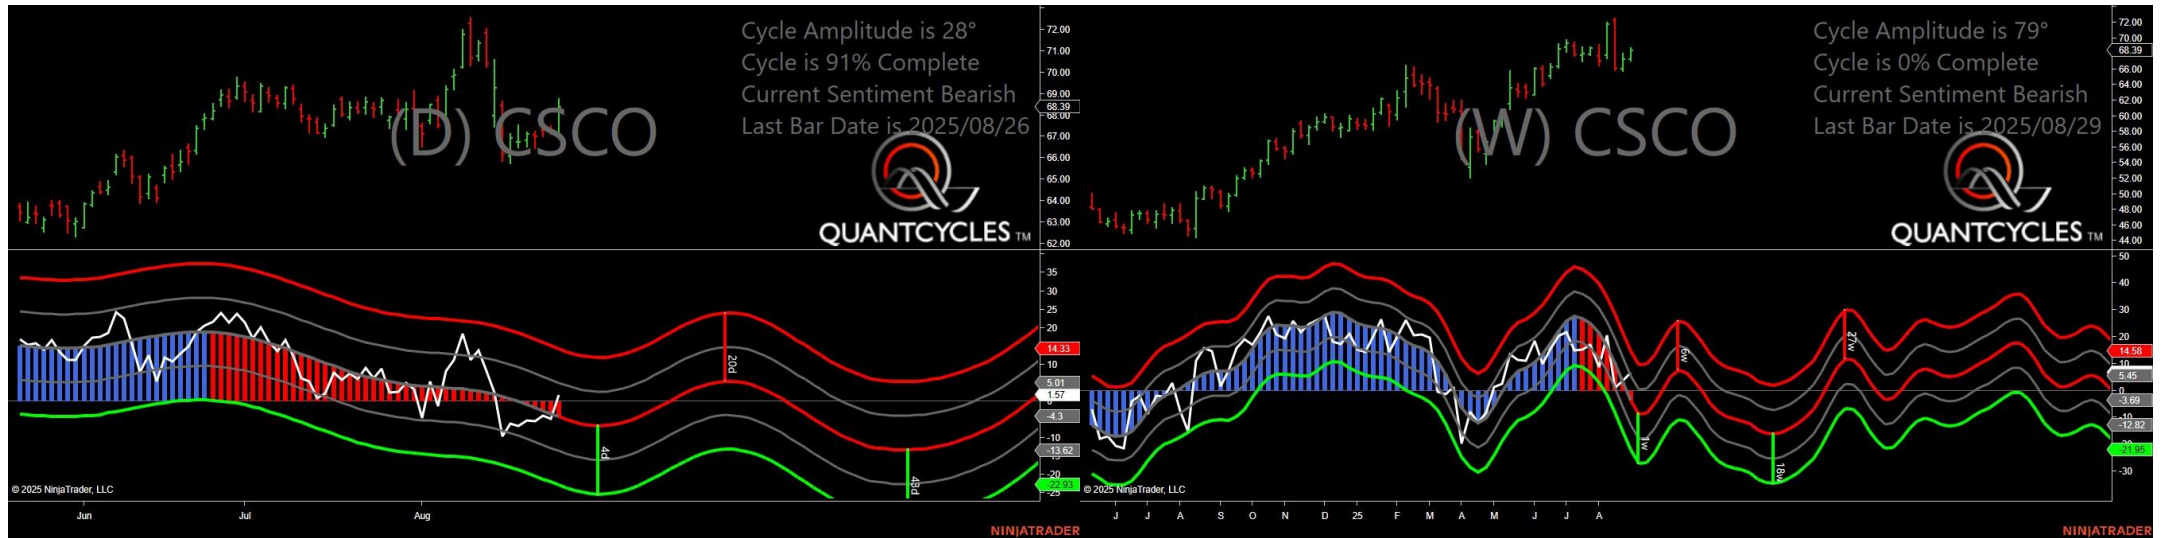 Cycle Amplitude is 28°
Cycle is 91% Complete
Current Sentiment Bearish
Last Bar Date is 2025/08/26
(D) CSCO
QUANTCYCLES TM
72.00
71.00
70.00
69.00
68.39
68.00
67.00
66.00
65.00
64.00
63.00
62.00
35
30
25
20
14.33
10
5.01
1.57
-4.3
-10
-13.62
-20
-22.93
-25
20d
4d
43d
© 2025 NinjaTrader, LLC
Jun Jul Aug
NINJATRADER
Cycle Amplitude is 79°
Cycle is 0% Complete
Current Sentiment Bearish
Last Bar Date is 2025/08/29
(W) CSCO
QUANTCYCLES TM
72.00
70.00
68.39
66.00
64.00
62.00
60.00
58.00
56.00
54.00
52.00
50.00
48.00
46.00
44.00
50
40
30
20
14.58
10
5.45
-3.69
-10
-12.82
-21.95
-30
6w
27w
1w
18w
© 2025 NinjaTrader, LLC
J J A S O N D 25 F M A M J J A
NINJATRADER